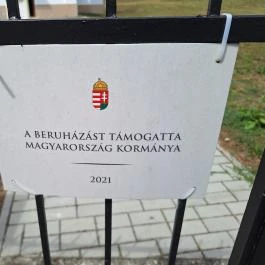 A BERUHÁZÁST TÁMOGATTA
MAGYARORSZÁG KORMÁNYA
2021